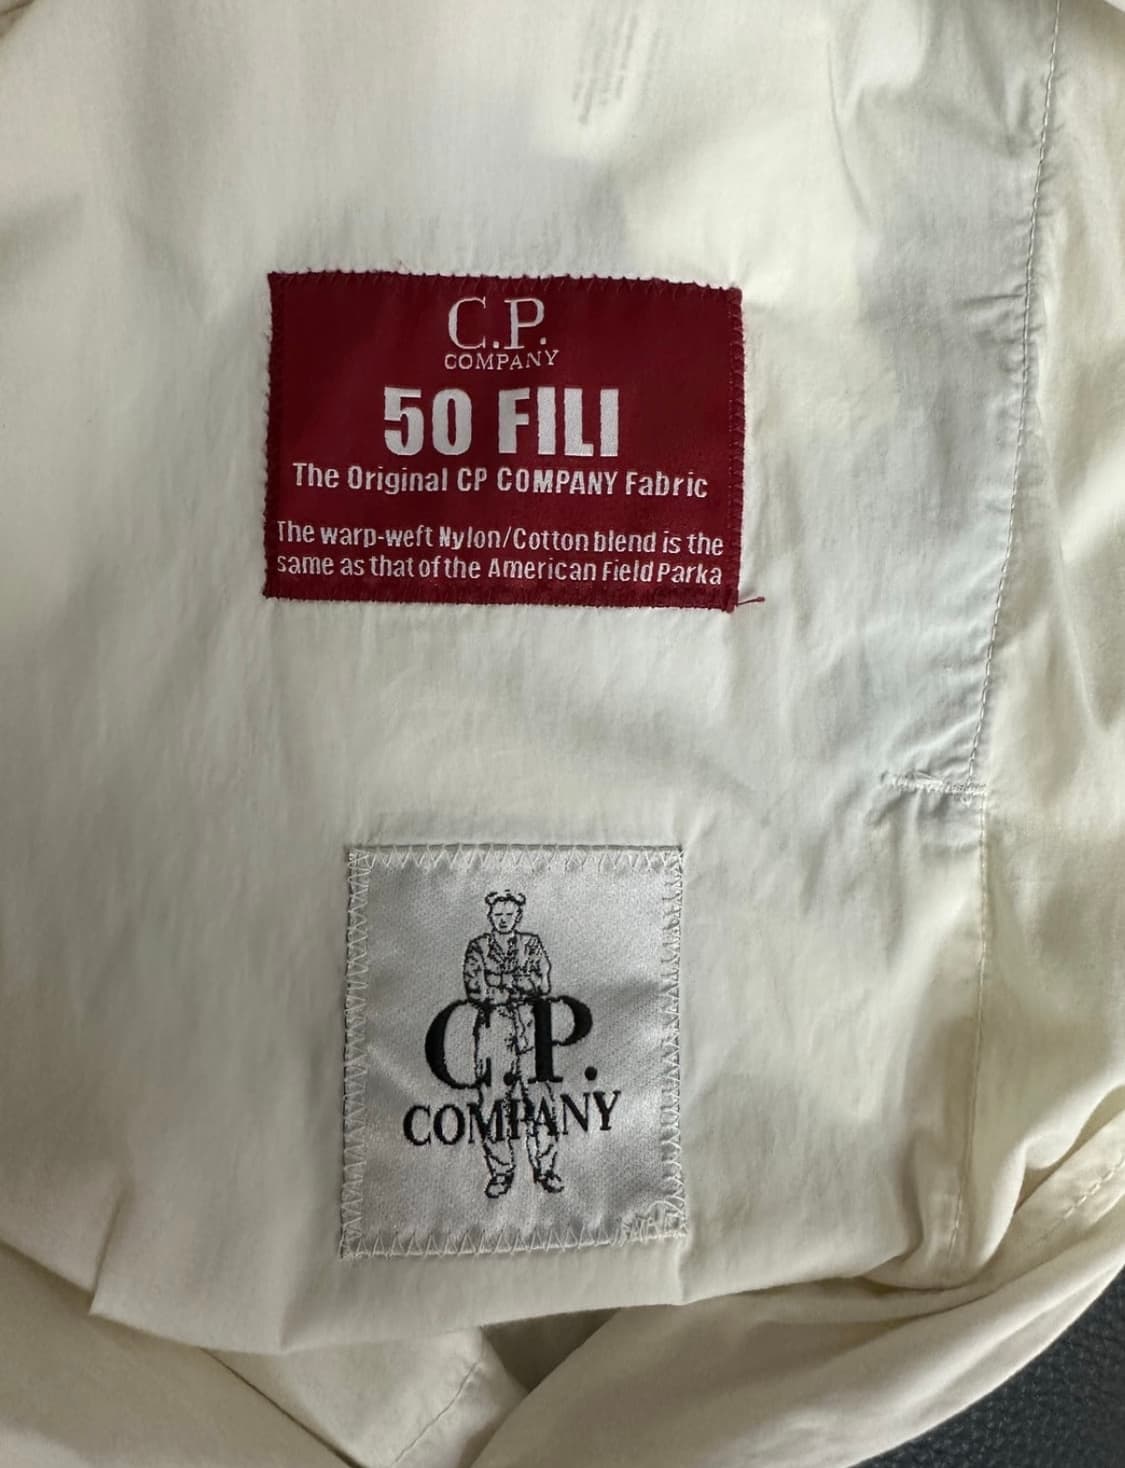 C.P.
COMPANY
50 FILI
The Original CP COMPANY Fabric
The warp-weft Nylon/Cotton blend is the
same as that of the American Field Parka
C.P.
COMPANY